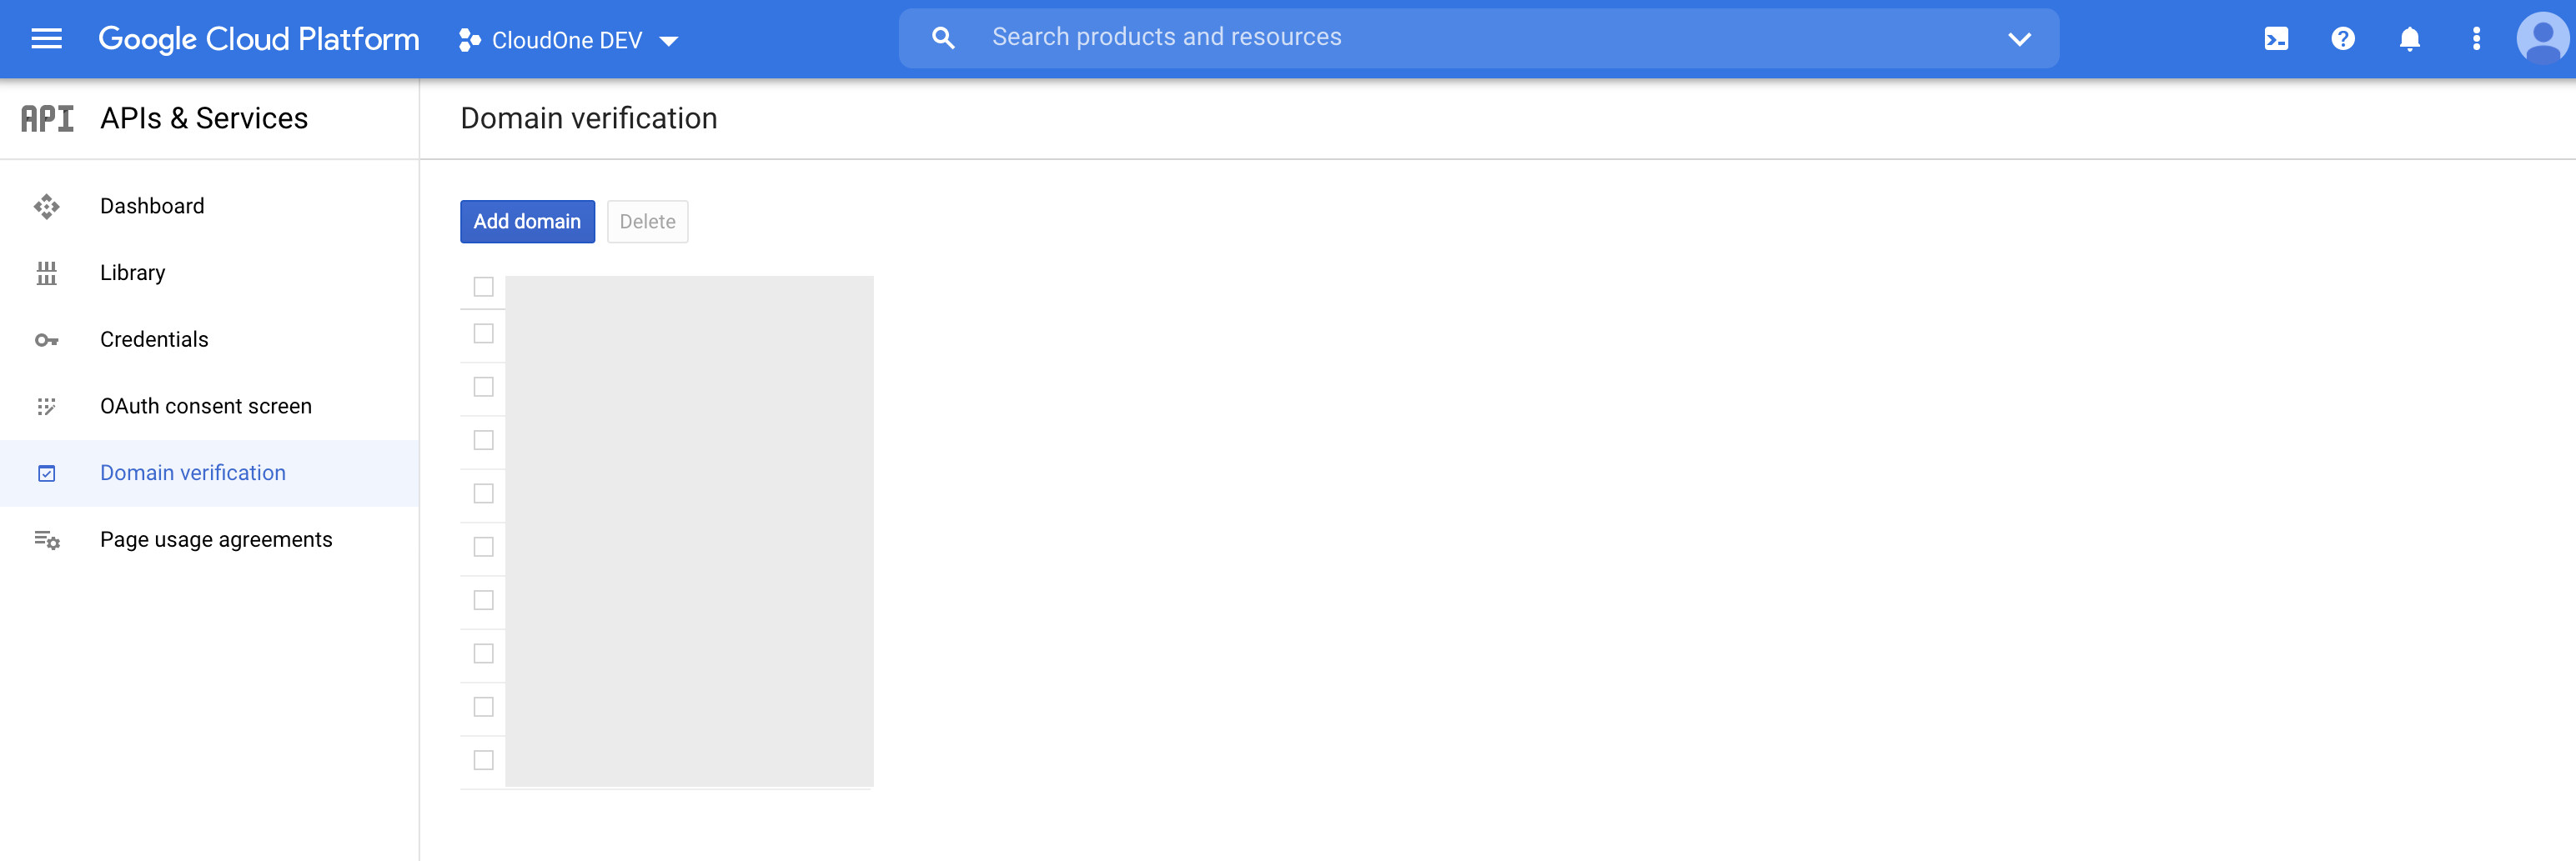 Google Cloud Platform
CloudOne DEV
Search products and resources
API
APIs & Services
Domain verification
Dashboard
Library
Credentials
OAuth consent screen
Domain verification
Page usage agreements
Add domain
Delete